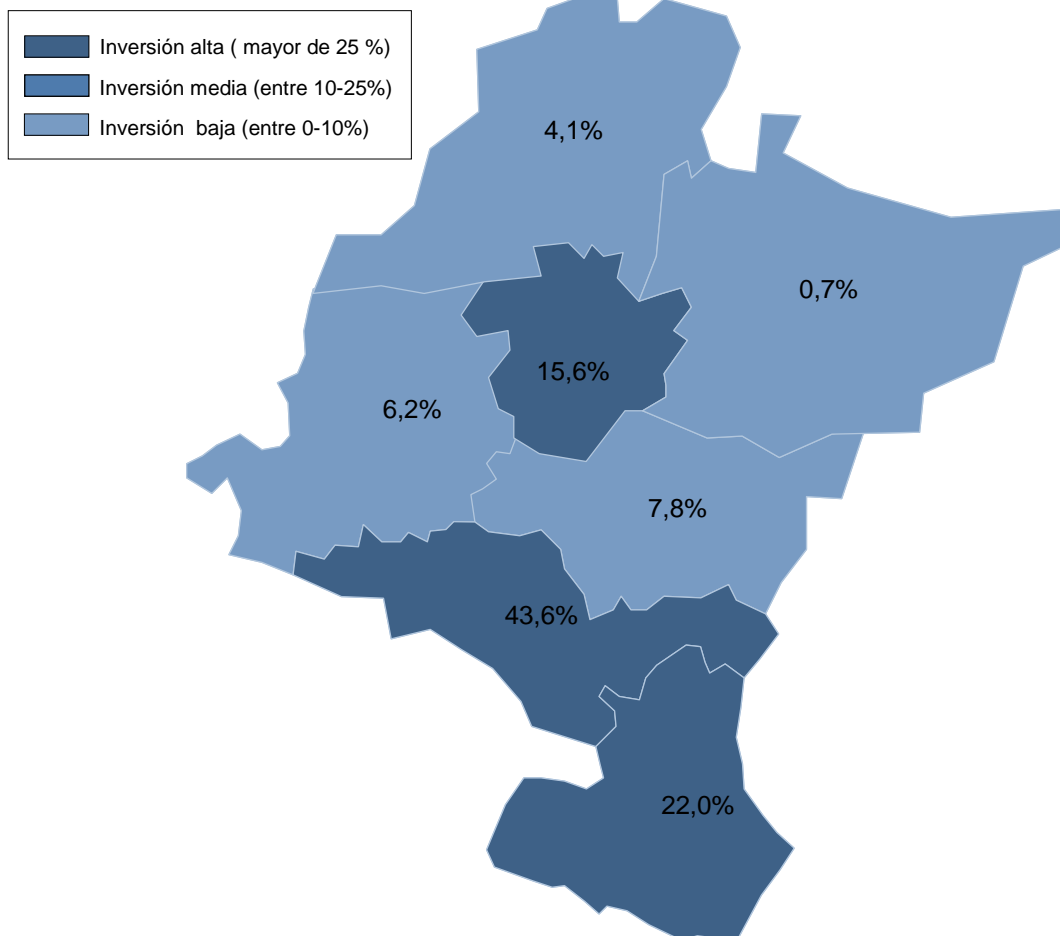 Inversión alta ( mayor de 25 %)
Inversión media (entre 10-25%)
Inversión  baja (entre 0-10%)
4,1%
0,7%
15,6%
6,2%
7,8%
43,6%
22,0%